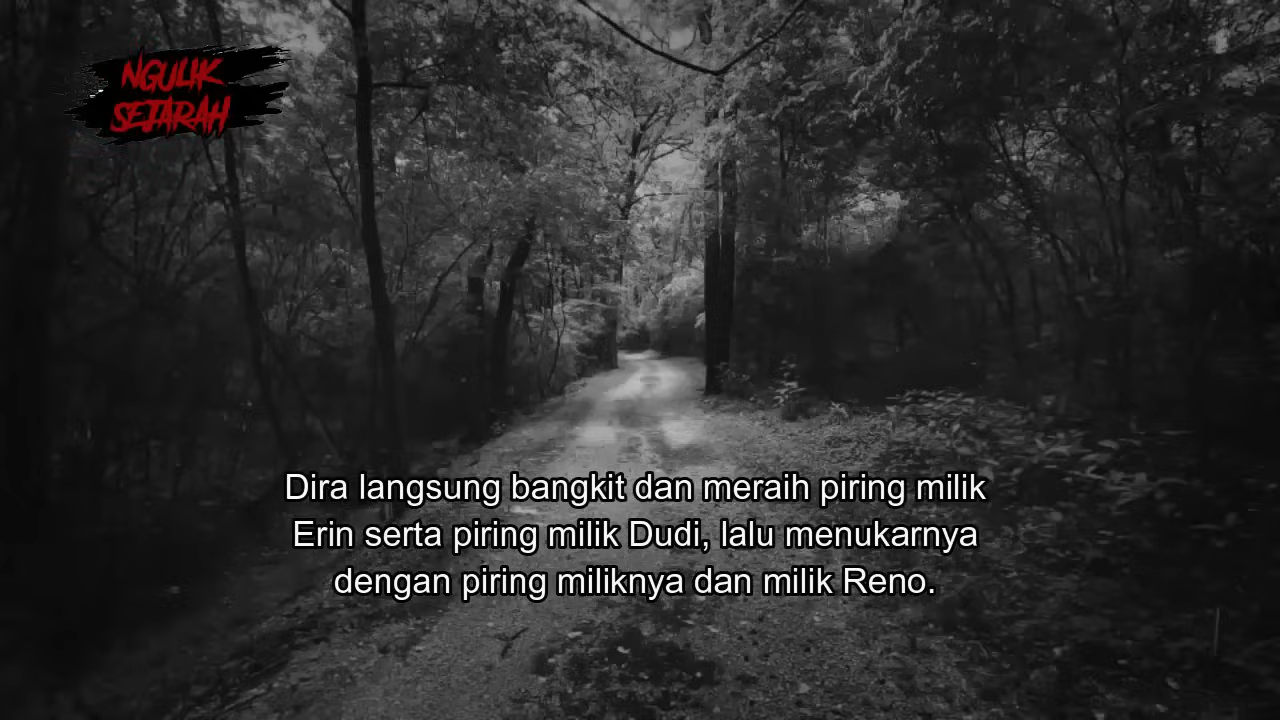 NGULIK
SEJARAH
Dira langsung bangkit dan meraih piring milik
Erin serta piring milik Dudi, lalu menukarnya
dengan piring miliknya dan milik Reno.